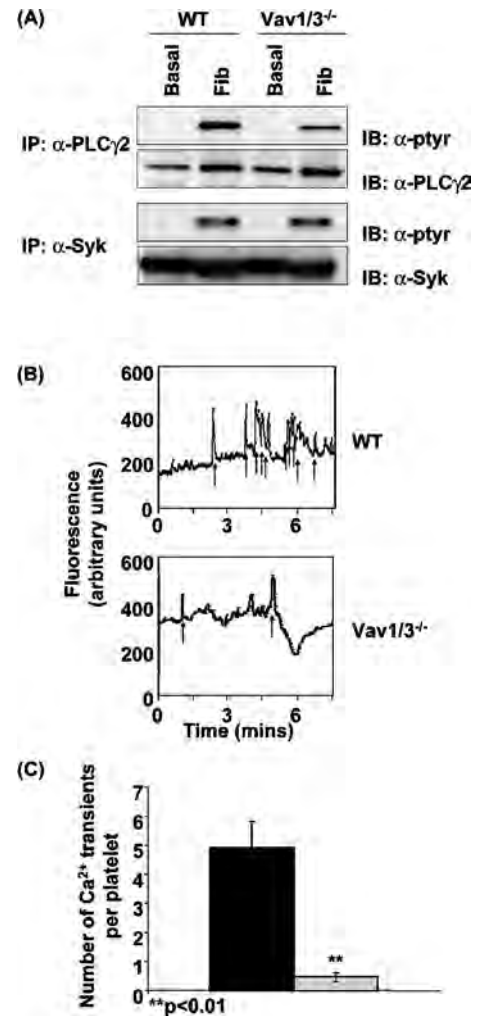 (A)
WT Vav1/3-/-
Basal Fib Basal Fib
IP: α-PLCγ2
IB: α-ptyr
IB: α-PLCγ2
IP: α-Syk
IB: α-ptyr
IB: α-Syk
(B)
Fluorescence
(arbitrary units)
600
400
200
0
0 3 6
WT
600
400
200
0
0 3 6
Vav1/3-/-
Time (mins)
(C)
Number of Ca2+ transients
per platelet
7
6
5
4
3
2
1
0
**
**p<0.01